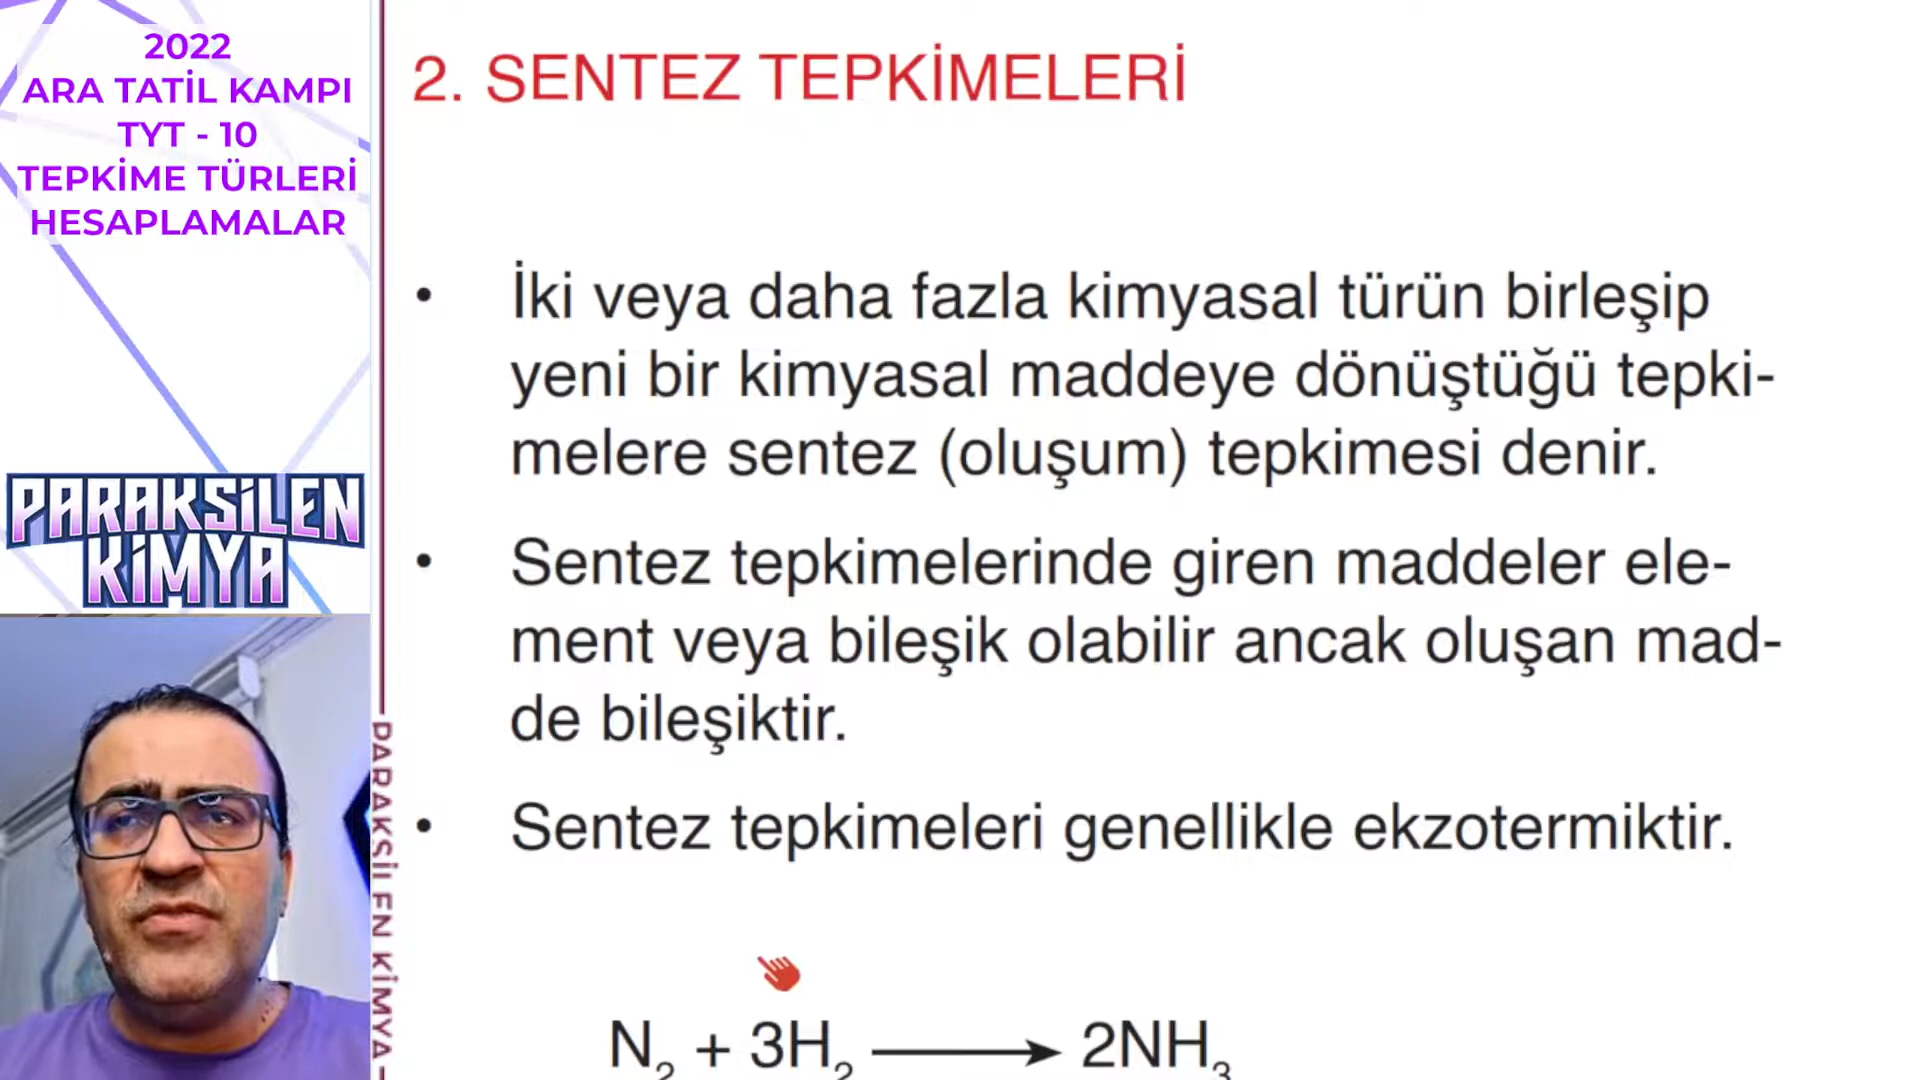 2022
ARA TATİL KAMPI
TYT - 10
TEPKİME TÜRLERİ
HESAPLAMALAR
PARAKSİLEN
KİMYA
PARAKSİLEN KİMYA -
2. SENTEZ TEPKİMELERİ
• İki veya daha fazla kimyasal türün birleşip
yeni bir kimyasal maddeye dönüştüğü tepki-
melere sentez (oluşum) tepkimesi denir.
• Sentez tepkimelerinde giren maddeler ele-
ment veya bileşik olabilir ancak oluşan mad-
de bileşiktir.
• Sentez tepkimeleri genellikle ekzotermiktir.
N₂ + 3H₂ ⟶ 2NH₃